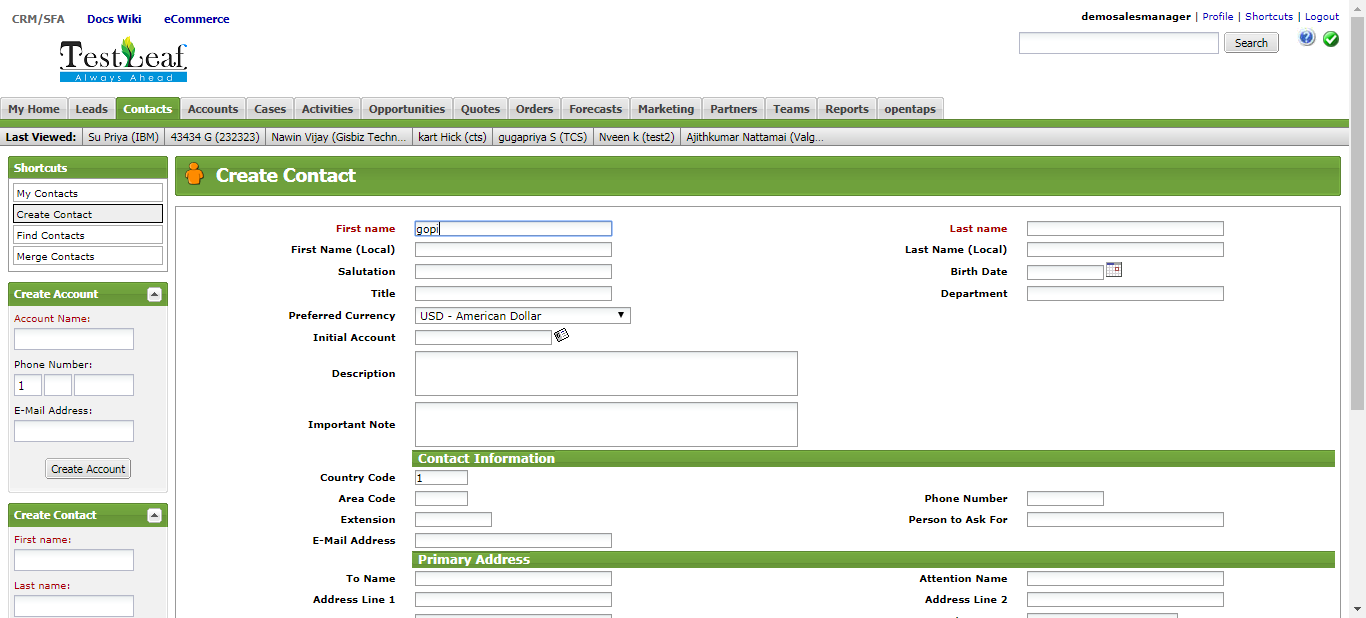 CRM/SFA Docs Wiki eCommerce
demosalesmanager | Profile | Shortcuts | Logout
TestLeaf
Always Ahead
Search
My Home Leads Contacts Accounts Cases Activities Opportunities Quotes Orders Forecasts Marketing Partners Teams Reports opentaps
Last Viewed: Su Priya (IBM) 43434 G (232323) Nawin Vijay (Gisbiz Techn... kart Hick (cts) gugapriya S (TCS) Nveen k (test2) Ajithkumar Nattamai (Valg...
Shortcuts
My Contacts
Create Contact
Find Contacts
Merge Contacts
Create Account
Account Name:
Phone Number:
1
E-Mail Address:
Create Account
Create Contact
First name:
Last name:
Create Contact
First name gopi Last name
First Name (Local) Last Name (Local)
Salutation Birth Date
Title Department
Preferred Currency USD - American Dollar
Initial Account
Description
Important Note
Contact Information
Country Code 1
Area Code Phone Number
Extension Person to Ask For
E-Mail Address
Primary Address
To Name Attention Name
Address Line 1 Address Line 2